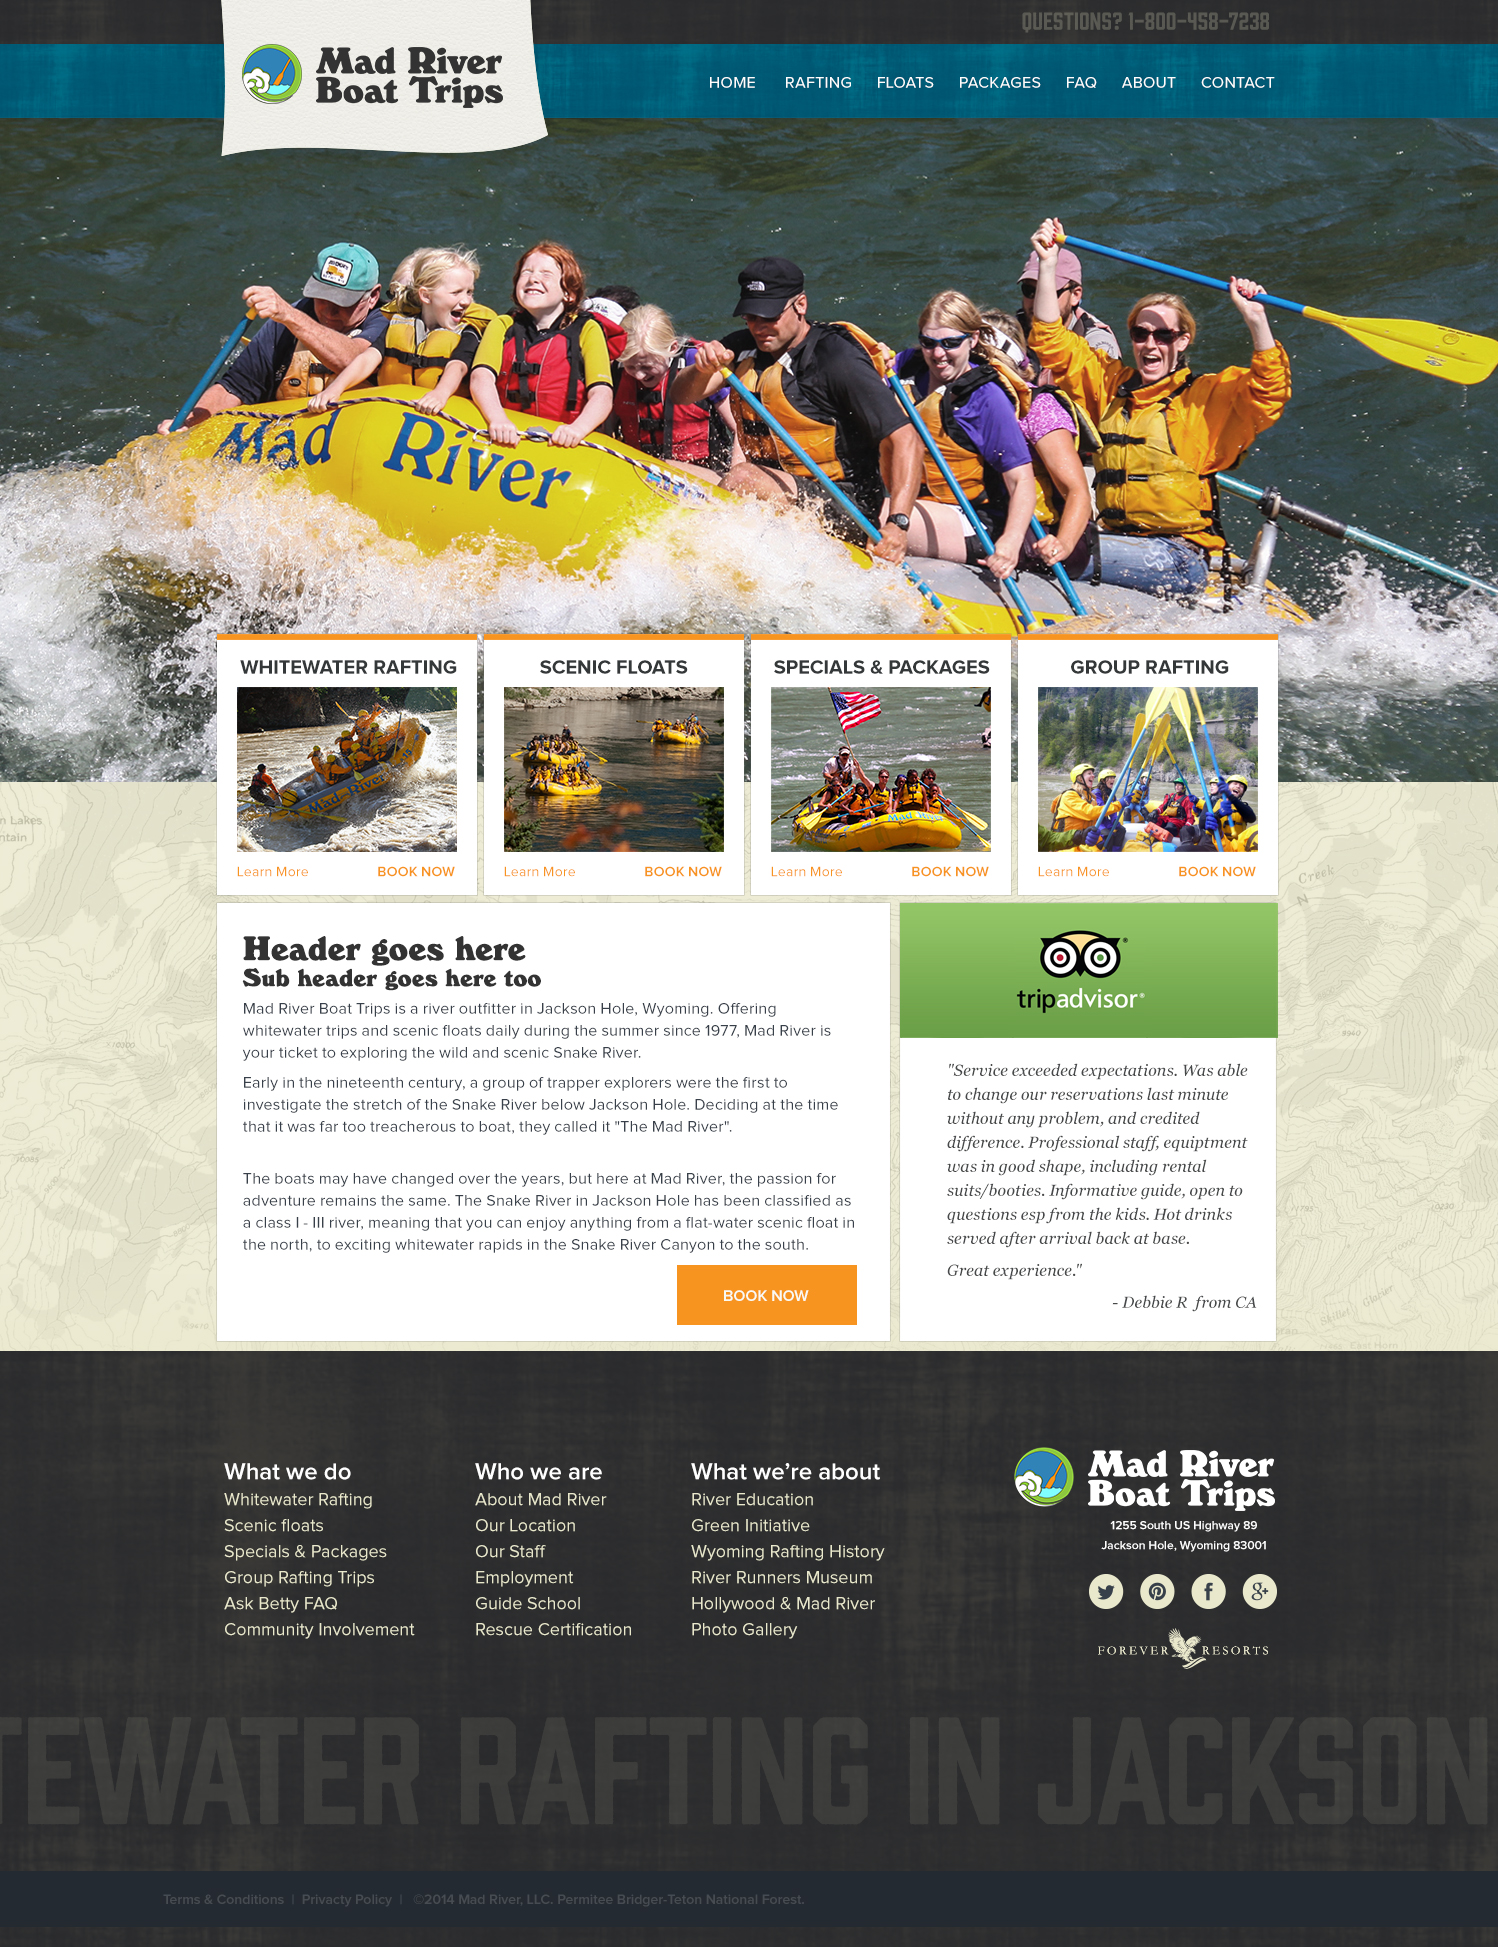 QUESTIONS? 1-800-458-7238
Mad River
Boat Trips
HOME RAFTING FLOATS PACKAGES FAQ ABOUT CONTACT
Mad River
WHITEWATER RAFTING
Mad River
Learn More BOOK NOW
SCENIC FLOATS
Learn More BOOK NOW
SPECIALS & PACKAGES
Mad River
Learn More BOOK NOW
GROUP RAFTING
Learn More BOOK NOW
n Lakes
ntain
Creek
Header goes here
Sub header goes here too
Mad River Boat Trips is a river outfitter in Jackson Hole, Wyoming. Offering
whitewater trips and scenic floats daily during the summer since 1977, Mad River is
your ticket to exploring the wild and scenic Snake River.
Early in the nineteenth century, a group of trapper explorers were the first to
investigate the stretch of the Snake River below Jackson Hole. Deciding at the time
that it was far too treacherous to boat, they called it "The Mad River".
The boats may have changed over the years, but here at Mad River, the passion for
adventure remains the same. The Snake River in Jackson Hole has been classified as
a class I - III river, meaning that you can enjoy anything from a flat-water scenic float in
the north, to exciting whitewater rapids in the Snake River Canyon to the south.
BOOK NOW
tripadvisor®
"Service exceeded expectations. Was able
to change our reservations last minute
without any problem, and credited
difference. Professional staff, equiptment
was in good shape, including rental
suits/booties. Informative guide, open to
questions esp from the kids. Hot drinks
served after arrival back at base.
Great experience."
- Debbie R from CA
Skillet Glacier
East Horn
What we do
Whitewater Rafting
Scenic floats
Specials & Packages
Group Rafting Trips
Ask Betty FAQ
Community Involvement
Who we are
About Mad River
Our Location
Our Staff
Employment
Guide School
Rescue Certification
What we're about
River Education
Green Initiative
Wyoming Rafting History
River Runners Museum
Hollywood & Mad River
Photo Gallery
Mad River
Boat Trips
1255 South US Highway 89
Jackson Hole, Wyoming 83001
FOREVER RESORTS
TEWATER RAFTING IN JACKSON
Terms & Conditions | Privacty Policy | ©2014 Mad River, LLC. Permitee Bridger-Teton National Forest.